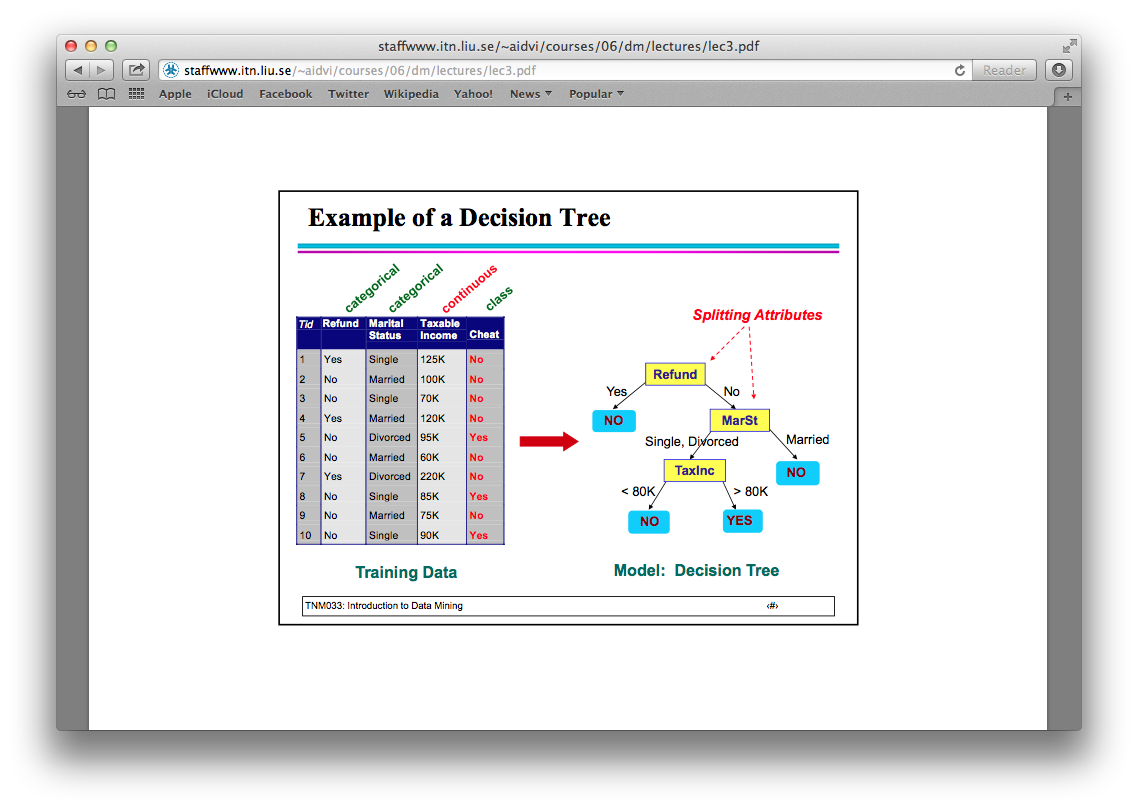 staffwww.itn.liu.se/~aidvi/courses/06/dm/lectures/lec3.pdf
staffwww.itn.liu.se/~aidvi/courses/06/dm/lectures/lec3.pdf Reader
Apple iCloud Facebook Twitter Wikipedia Yahoo! News Popular
Example of a Decision Tree
categorical categorical continuous class
Tid Refund Marital Status Taxable Income Cheat
1 Yes Single 125K No
2 No Married 100K No
3 No Single 70K No
4 Yes Married 120K No
5 No Divorced 95K Yes
6 No Married 60K No
7 Yes Divorced 220K No
8 No Single 85K Yes
9 No Married 75K No
10 No Single 90K Yes
Training Data
Splitting Attributes
Refund
Yes No
NO MarSt
Single, Divorced Married
TaxInc NO
< 80K > 80K
NO YES
Model: Decision Tree
TNM033: Introduction to Data Mining ‹#›